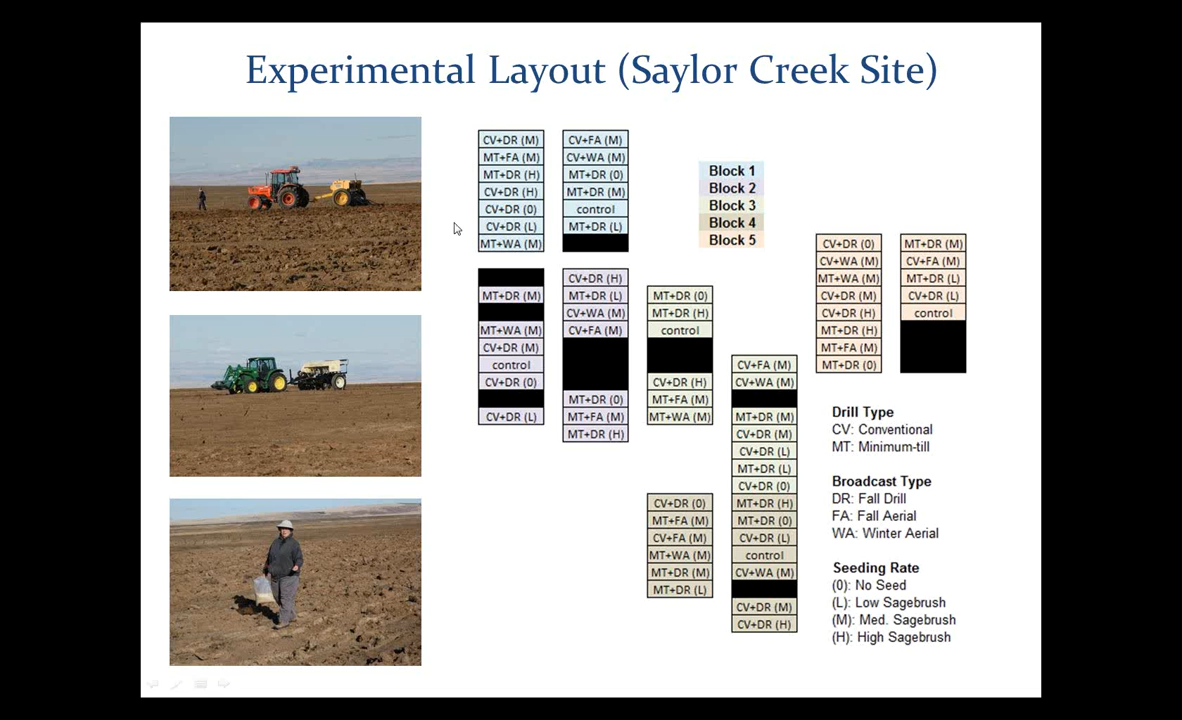 Experimental Layout (Saylor Creek Site)
CV+DR (M)
MT+FA (M)
MT+DR (H)
CV+DR (H)
CV+DR (0)
CV+DR (L)
MT+WA (M)
CV+FA (M)
CV+WA (M)
MT+DR (0)
MT+DR (M)
control
MT+DR (L)
Block 1
Block 2
Block 3
Block 4
Block 5
MT+DR (M)
MT+WA (M)
CV+DR (M)
control
CV+DR (0)
CV+DR (L)
CV+DR (H)
MT+DR (L)
CV+WA (M)
CV+FA (M)
MT+DR (0)
MT+FA (M)
MT+DR (H)
MT+DR (0)
MT+DR (H)
control
CV+DR (H)
MT+FA (M)
MT+WA (M)
CV+FA (M)
CV+WA (M)
MT+DR (M)
CV+DR (M)
CV+DR (L)
MT+DR (L)
CV+DR (0)
MT+DR (H)
MT+DR (0)
CV+DR (L)
control
CV+WA (M)
CV+DR (M)
CV+DR (H)
CV+DR (0)
MT+FA (M)
CV+FA (M)
MT+WA (M)
MT+DR (M)
MT+DR (L)
CV+DR (0)
CV+WA (M)
MT+WA (M)
CV+DR (M)
CV+DR (H)
MT+DR (H)
MT+FA (M)
MT+DR (0)
MT+DR (M)
CV+FA (M)
MT+DR (L)
CV+DR (L)
control
Drill Type
CV: Conventional
MT: Minimum-till
Broadcast Type
DR: Fall Drill
FA: Fall Aerial
WA: Winter Aerial
Seeding Rate
(0): No Seed
(L): Low Sagebrush
(M): Med. Sagebrush
(H): High Sagebrush